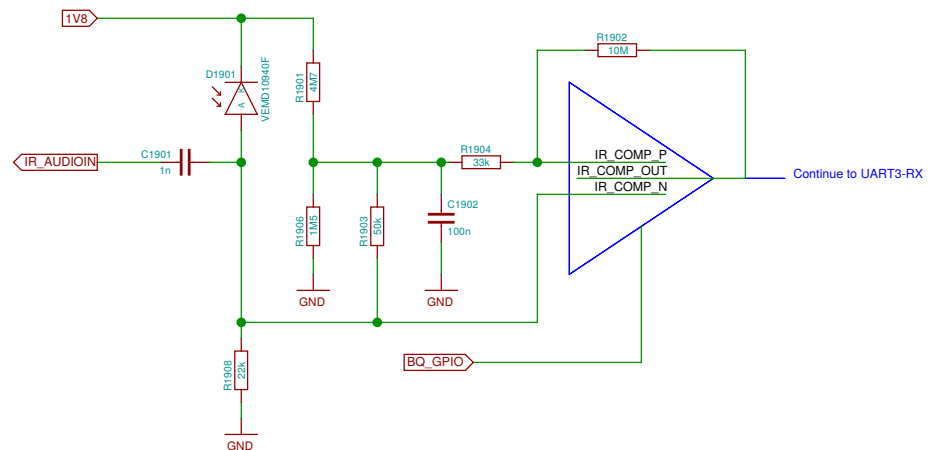 1V8
R1902
10M
D1901
K
A
VEMD10940F
R1901
4M7
IR_AUDIOIN
C1901
1n
R1904
33k
IR_COMP_P
IR_COMP_OUT
IR_COMP_N
Continue to UART3-RX
R1906
1M5
R1903
50k
C1902
100n
GND
GND
BQ_GPIO
R1908
22k
GND